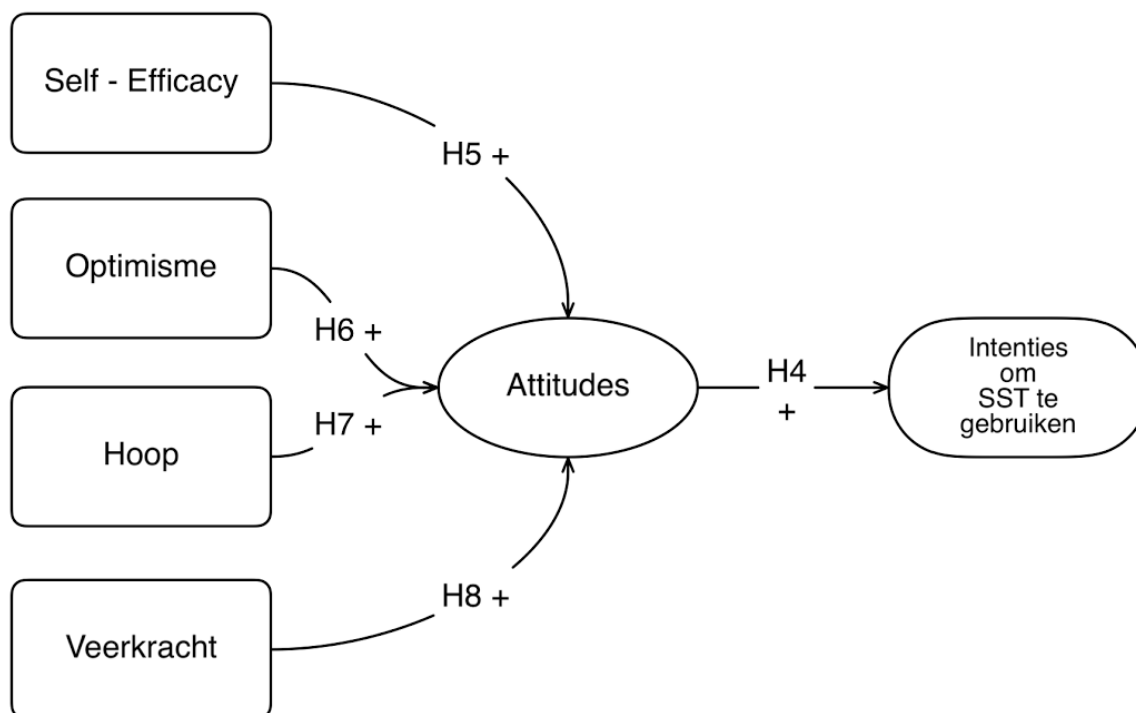 Self - Efficacy
H5 +
Optimisme
H6 +
Attitudes
H4
+
Intenties
om
SST te
gebruiken
H7 +
Hoop
H8 +
Veerkracht